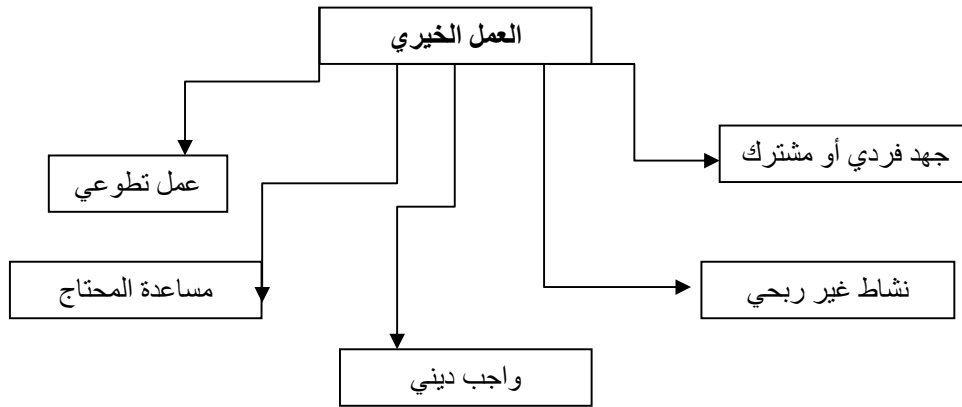 العمل الخيري
جهد فردي أو مشترك
عمل تطوعي
نشاط غير ربحي
مساعدة المحتاج
واجب ديني